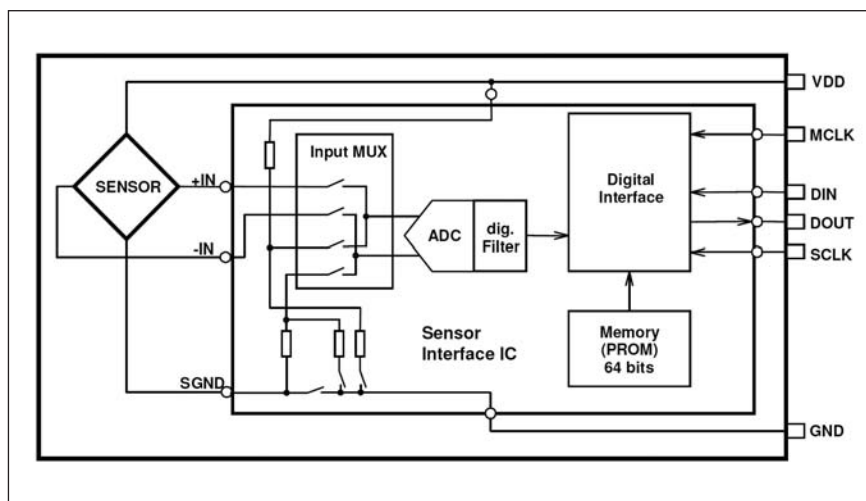 VDD
MCLK
Input MUX
+IN
SENSOR
Digital
Interface
DIN
DOUT
ADC
dig.
Filter
-IN
SCLK
Sensor
Interface IC
Memory
(PROM)
64 bits
SGND
GND